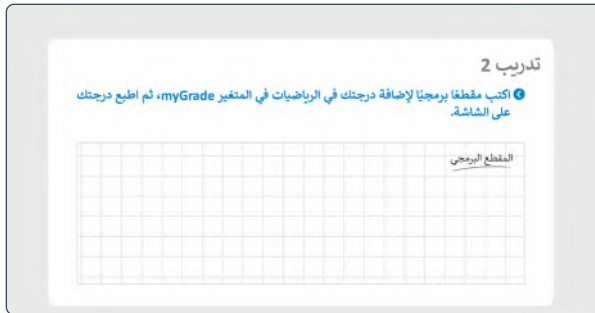 تدريب 2
اكتب مقطعًا برمجيًا لإضافة درجتك في الرياضيات في المتغير myGrade، ثم اطبع درجتك
على الشاشة.
المقطع البرمجي